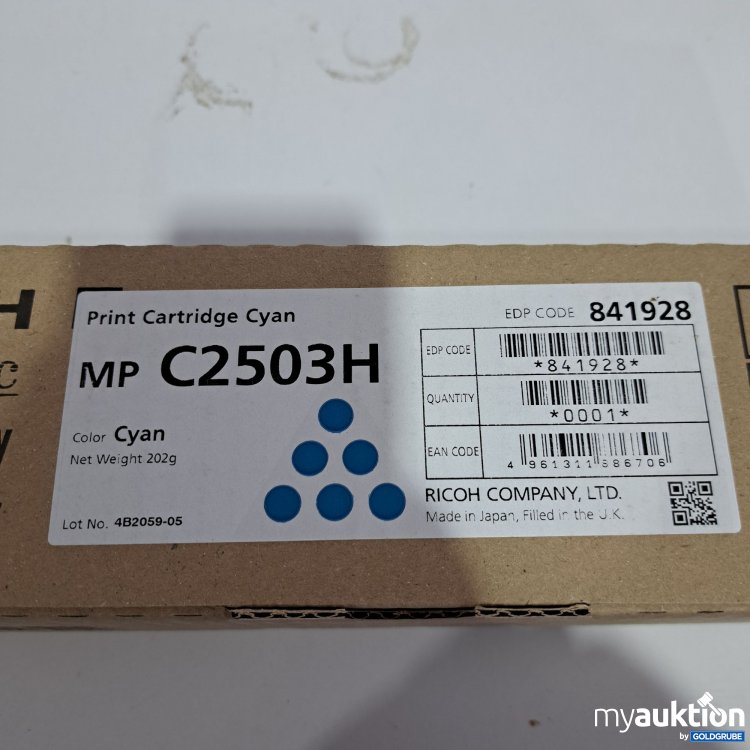 H
c
Print Cartridge Cyan
EDP CODE 841928
MP C2503H
EDP CODE
*841928*
QUANTITY
*0001*
Color Cyan
Net Weight 202g
EAN CODE
4 961311 886706
Lot No. 4B2059-05
RICOH COMPANY, LTD.
Made in Japan, Filled in the U.K.
myauktion
by GOLDGRUBE